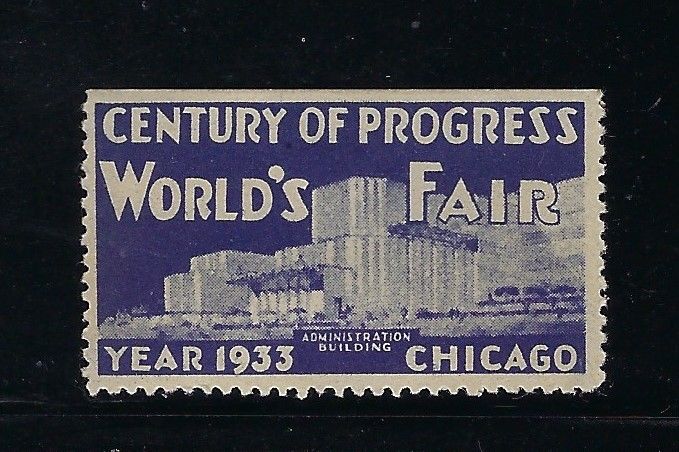 CENTURY OF PROGRESS
WORLD'S FAIR
ADMINISTRATION
BUILDING
YEAR 1933 CHICAGO